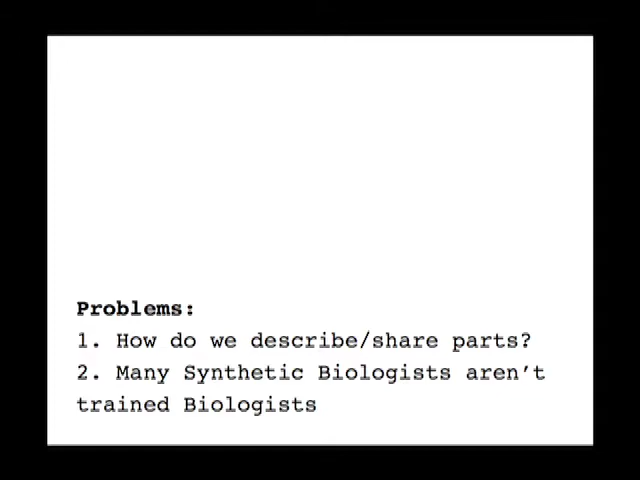 Problems:
1. How do we describe/share parts?
2. Many Synthetic Biologists aren’t
trained Biologists